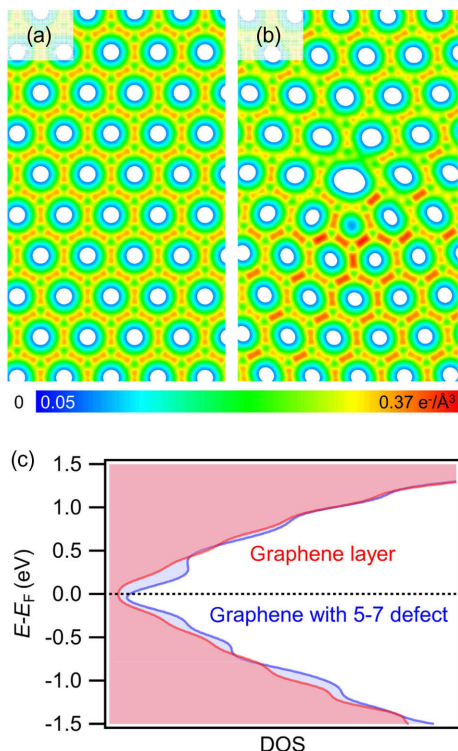 (a)
(b)
0 0.05 0.37 e⁻/Å³
(c)
1.5
1.0
0.5
0.0
-0.5
-1.0
-1.5
E-E_F (eV)
Graphene layer
Graphene with 5-7 defect
DOS